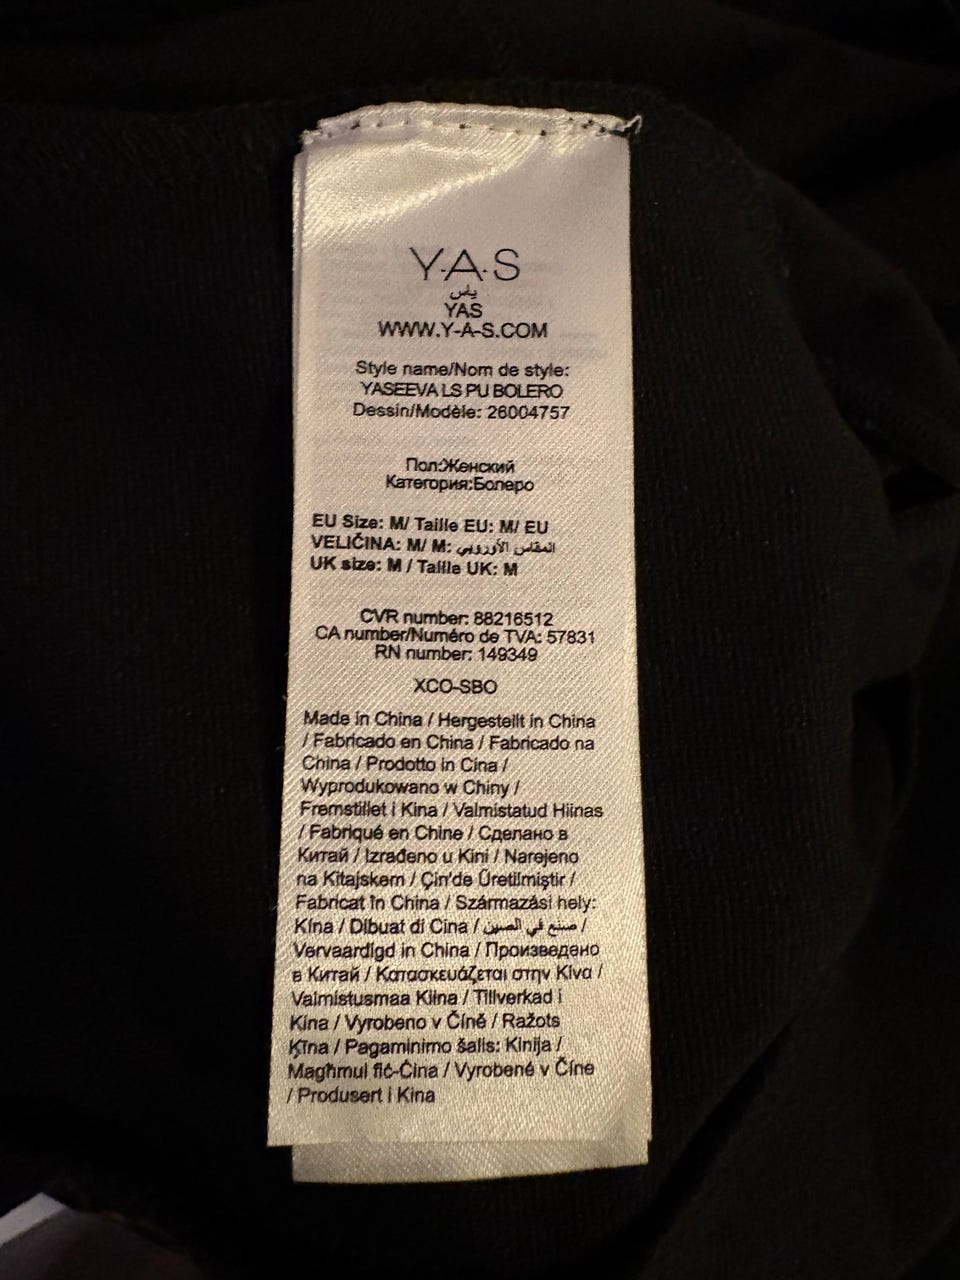 Y.A.S
ياس
YAS
WWW.Y-A-S.COM
Style name/Nom de style:
YASEEVA LS PU BOLERO
Dessin/Modèle: 26004757
Пол:Женский
Категория:Болеро
EU Size: M/ Taille EU: M/ EU
VELIČINA: M/ M: المقاس الأوروبي
UK size: M / Taille UK: M
CVR number: 88216512
CA number/Numéro de TVA: 57831
RN number: 149349
XCO-SBO
Made in China / Hergestellt in China
/ Fabricado en China / Fabricado na
China / Prodotto in Cina /
Wyprodukowano w Chiny /
Fremstillet i Kina / Valmistatud Hiinas
/ Fabriqué en Chine / Сделано в
Китай / Izrađeno u Kini / Narejeno
na Kitajskem / Çin'de Üretilmiştir /
Fabricat în China / Származási hely:
Kína / Dibuat di Cina / صنع في الصين /
Vervaardigd in China / Произведено
в Китай / Κατασκευάζεται στην Κίνα /
Valmistusmaa Kiina / Tillverkad i
Kina / Vyrobeno v Číně / Ražots
Ķīna / Pagaminimo šalis: Kinija /
Magħmul fiċ-Ċina / Vyrobené v Číne
/ Produsert i Kina